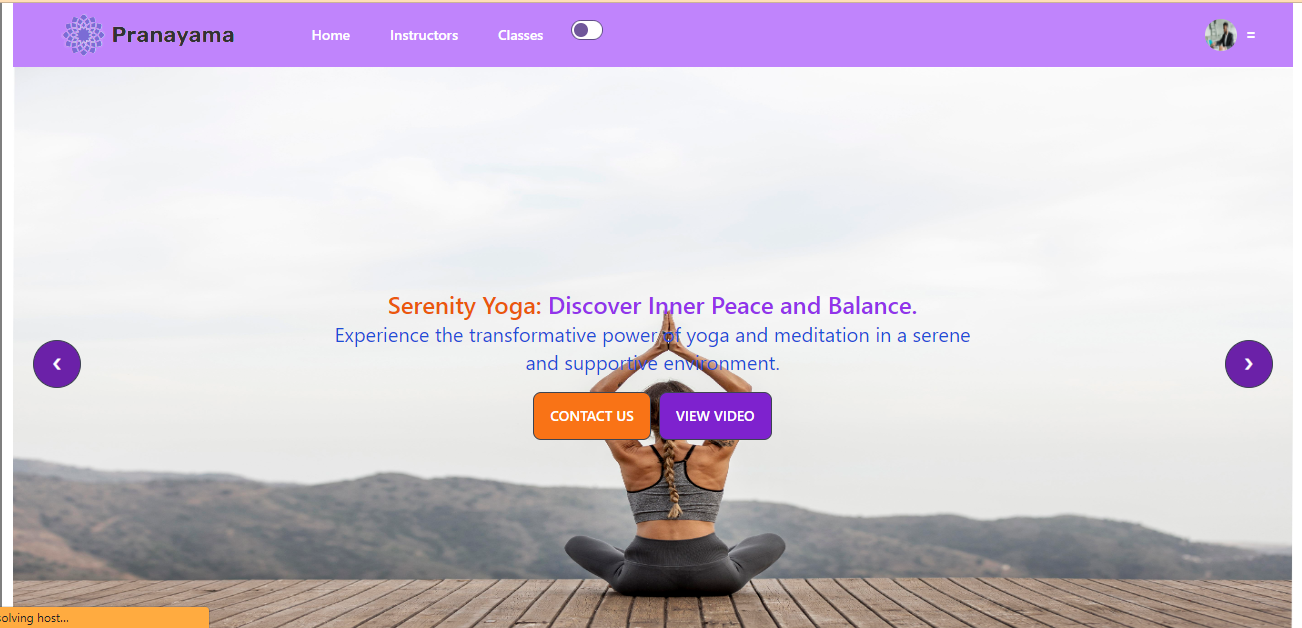 Pranayama
Home Instructors Classes
Serenity Yoga: Discover Inner Peace and Balance.
Experience the transformative power of yoga and meditation in a serene
and supportive environment.
CONTACT US VIEW VIDEO
solving host...